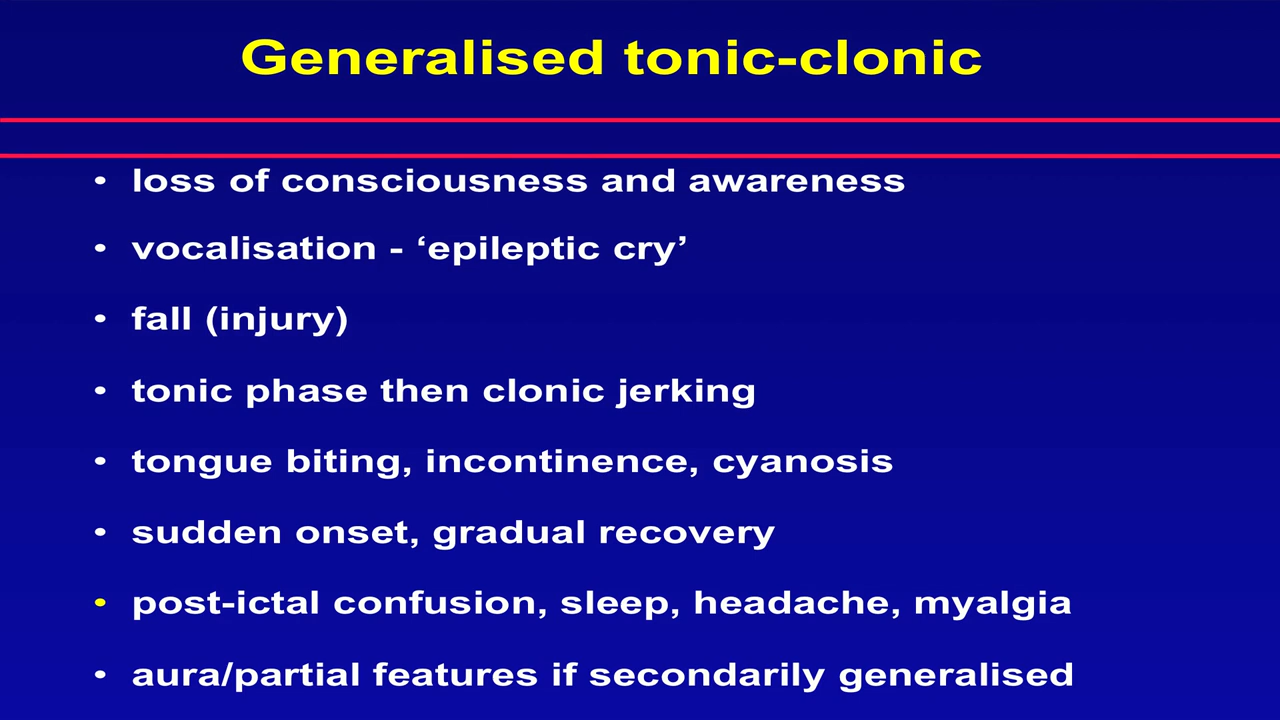 Generalised tonic-clonic
• loss of consciousness and awareness
• vocalisation - ‘epileptic cry’
• fall (injury)
• tonic phase then clonic jerking
• tongue biting, incontinence, cyanosis
• sudden onset, gradual recovery
• post-ictal confusion, sleep, headache, myalgia
• aura/partial features if secondarily generalised